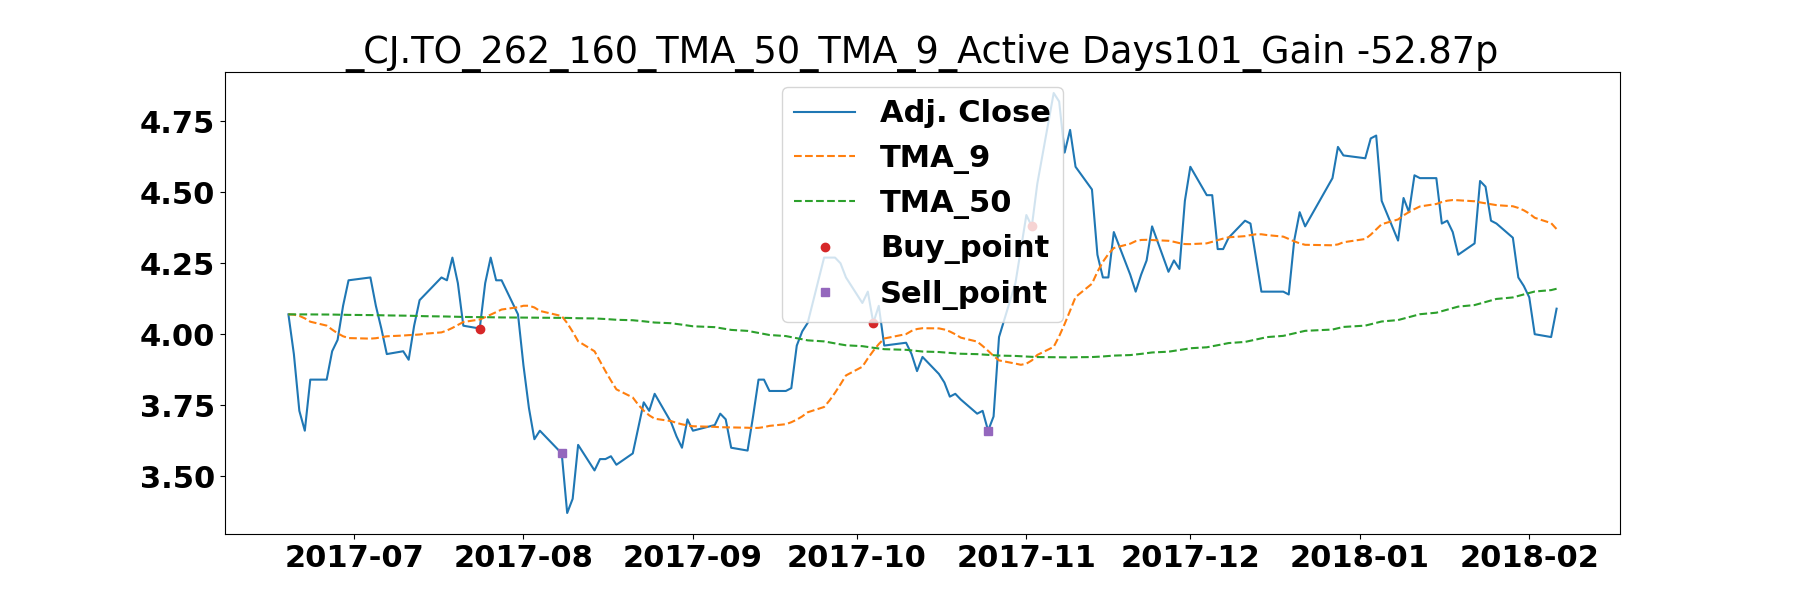 _CJ.TO_262_160_TMA_50_TMA_9_Active Days101_Gain -52.87p
Adj. Close
TMA_9
TMA_50
Buy_point
Sell_point
4.75
4.50
4.25
4.00
3.75
3.50
2017-07 2017-08 2017-09 2017-10 2017-11 2017-12 2018-01 2018-02